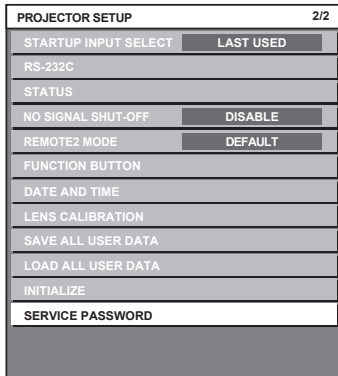 PROJECTOR SETUP 2/2
STARTUP INPUT SELECT LAST USED
RS-232C
STATUS
NO SIGNAL SHUT-OFF DISABLE
REMOTE2 MODE DEFAULT
FUNCTION BUTTON
DATE AND TIME
LENS CALIBRATION
SAVE ALL USER DATA
LOAD ALL USER DATA
INITIALIZE
SERVICE PASSWORD